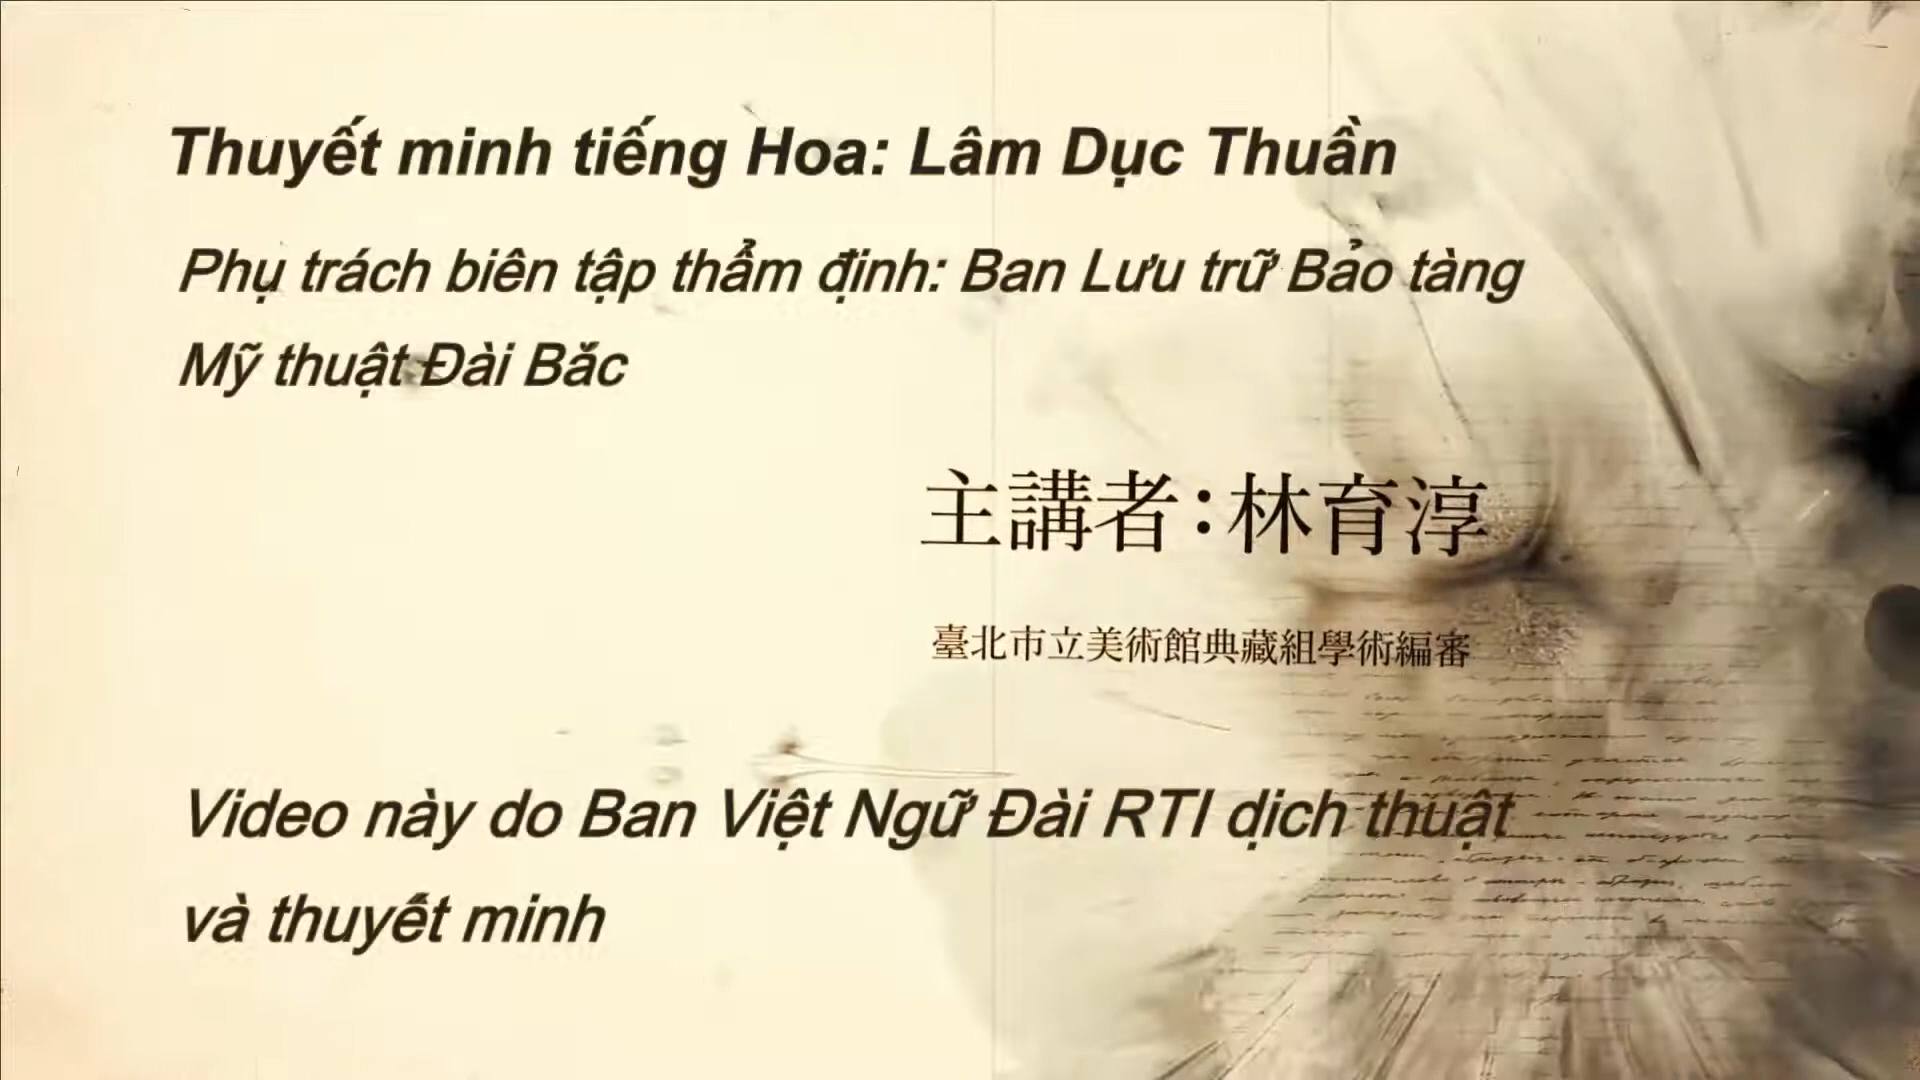 Thuyết minh tiếng Hoa: Lâm Dục Thuần
Phụ trách biên tập thẩm định: Ban Lưu trữ Bảo tàng
Mỹ thuật Đài Bắc
主講者：林育淳
臺北市立美術館典藏組學術編審
Video này do Ban Việt Ngữ Đài RTI dịch thuật
và thuyết minh